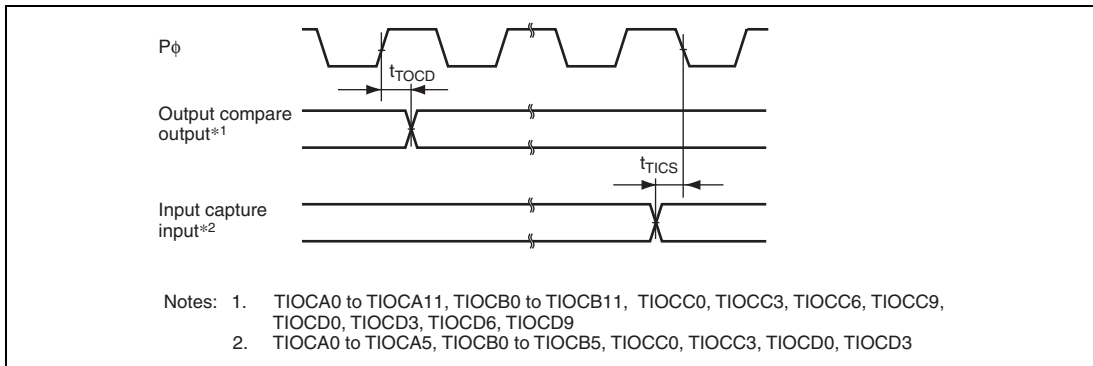 Pϕ
tTOCD
Output compare
output*1
tTICS
Input capture
input*2
Notes: 1. TIOCA0 to TIOCA11, TIOCB0 to TIOCB11, TIOCC0, TIOCC3, TIOCC6, TIOCC9,
TIOCD0, TIOCD3, TIOCD6, TIOCD9
2. TIOCA0 to TIOCA5, TIOCB0 to TIOCB5, TIOCC0, TIOCC3, TIOCD0, TIOCD3